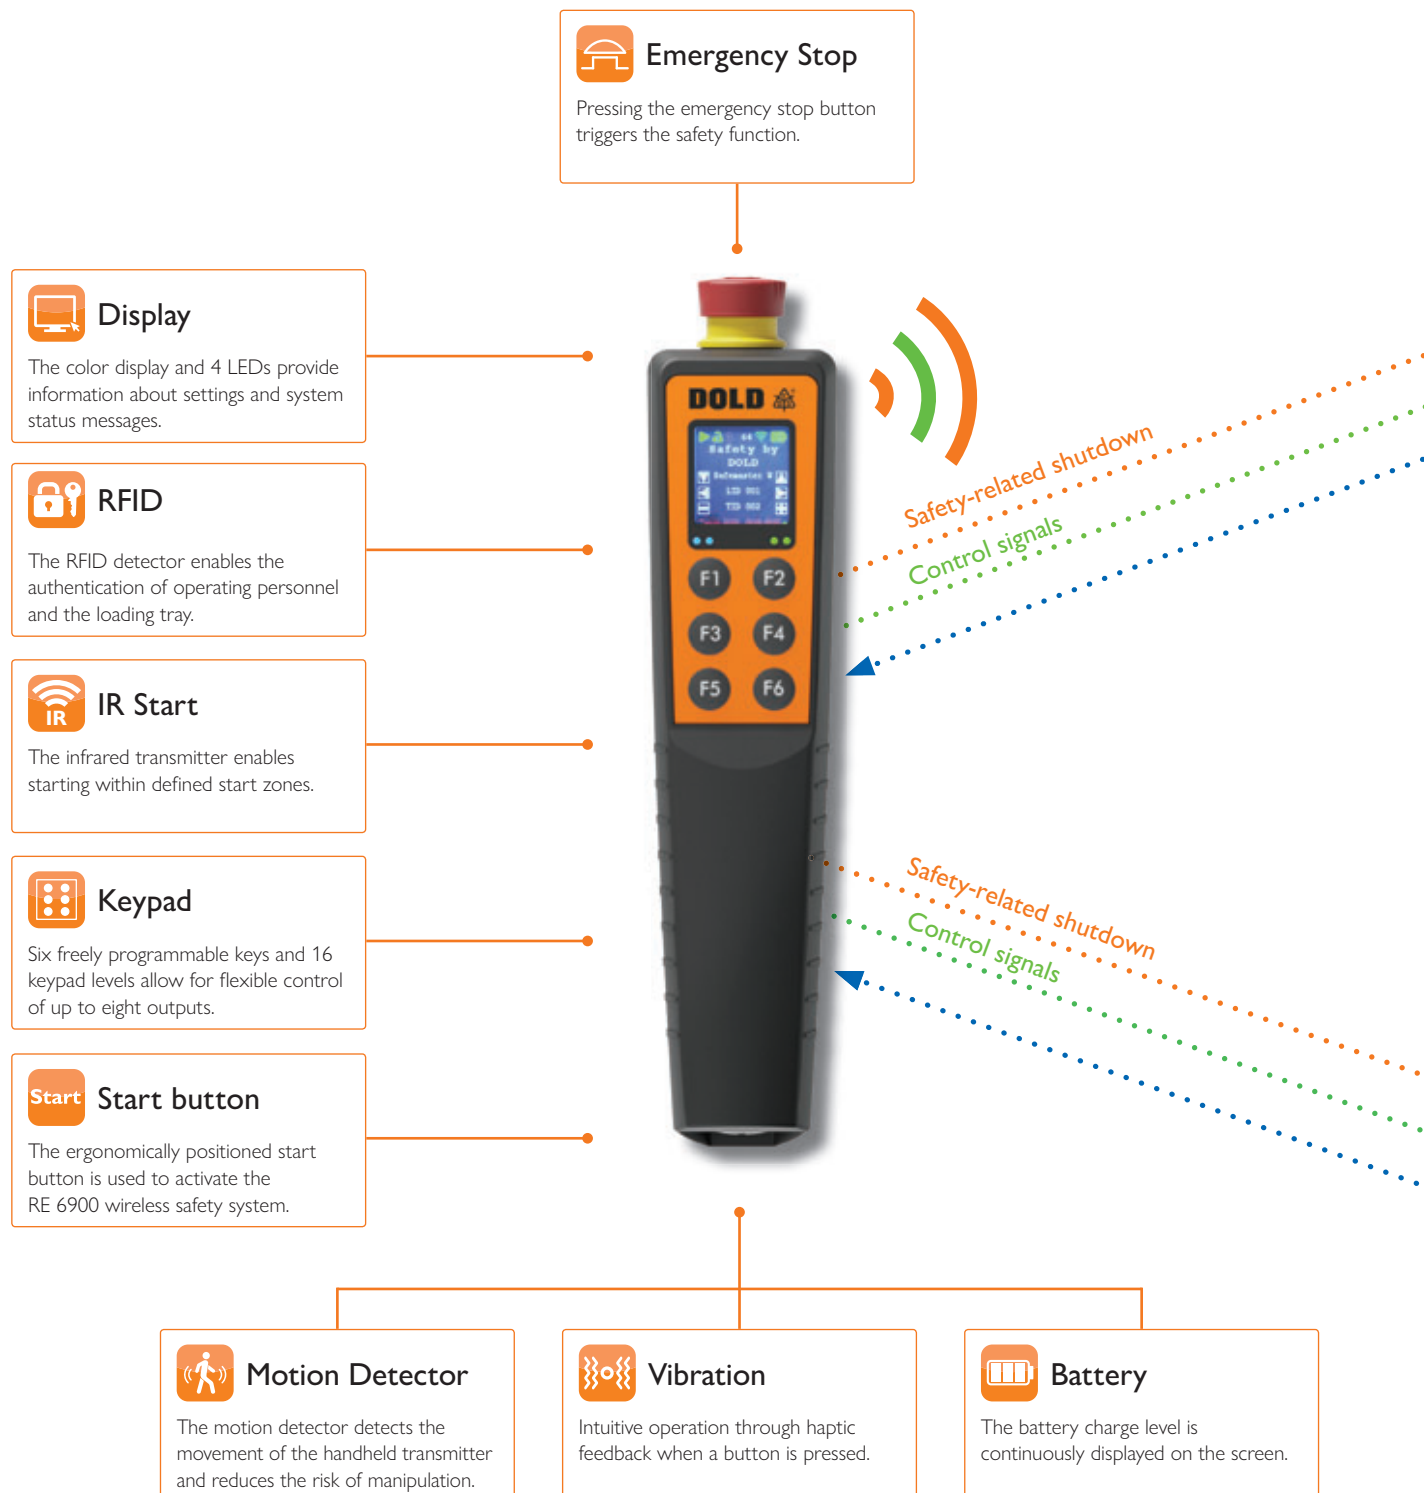 Emergency Stop
Pressing the emergency stop button
triggers the safety function.
Display
The color display and 4 LEDs provide
information about settings and system
status messages.
RFID
The RFID detector enables the
authentication of operating personnel
and the loading tray.
IR
IR Start
The infrared transmitter enables
starting within defined start zones.
Keypad
Six freely programmable keys and 16
keypad levels allow for flexible control
of up to eight outputs.
Start
Start button
The ergonomically positioned start
button is used to activate the
RE 6900 wireless safety system.
DOLD
64
Safety by
DOLD
Safemaster W
LID 001
TID 002
F1 F2
F3 F4
F5 F6
Safety-related shutdown
Control signals
Safety-related shutdown
Control signals
Motion Detector
The motion detector detects the
movement of the handheld transmitter
and reduces the risk of manipulation.
Vibration
Intuitive operation through haptic
feedback when a button is pressed.
Battery
The battery charge level is
continuously displayed on the screen.